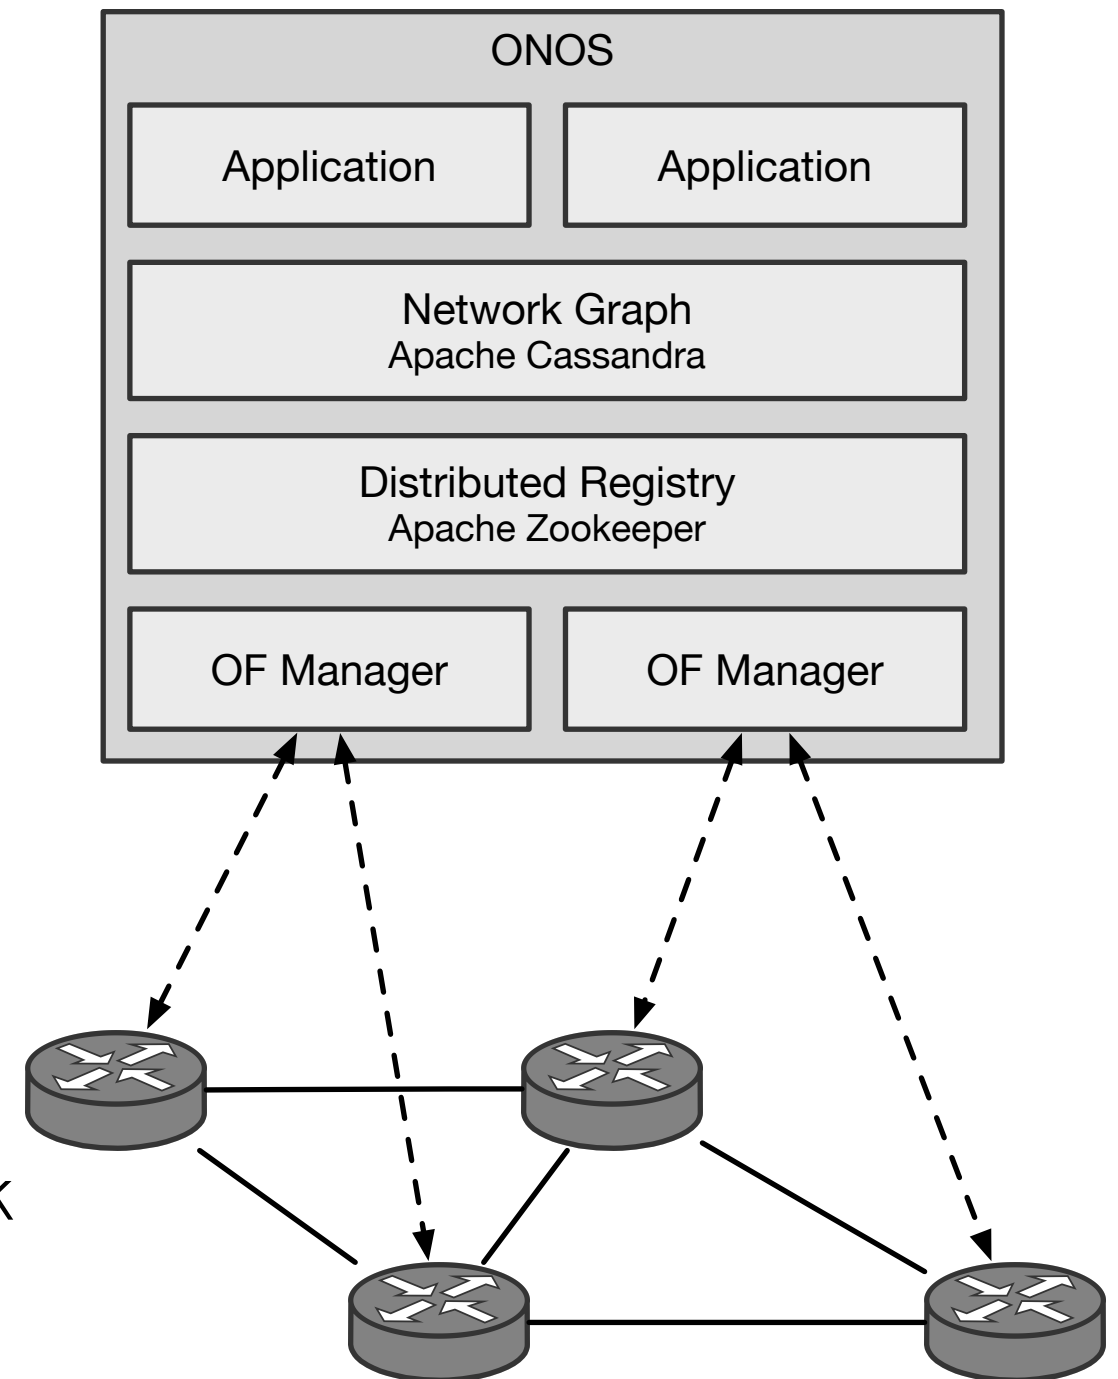 ONOS
Application
Application
Network Graph
Apache Cassandra
Distributed Registry
Apache Zookeeper
OF Manager
OF Manager